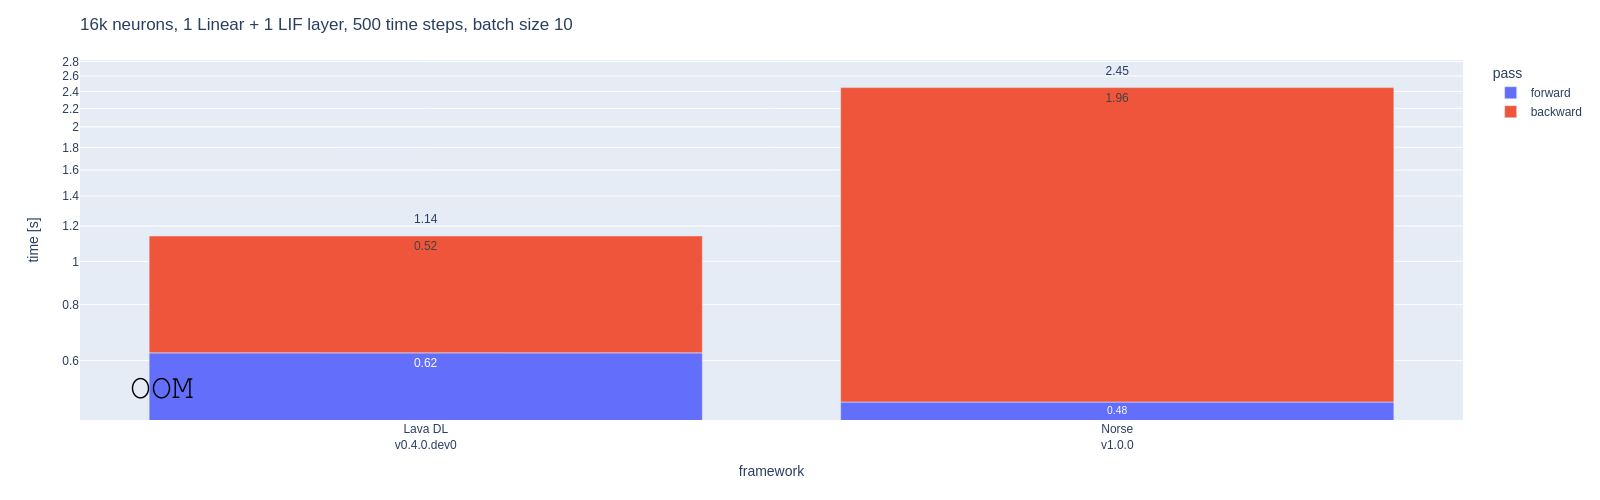 16k neurons, 1 Linear + 1 LIF layer, 500 time steps, batch size 10
2.8
2.6
2.4
2.2
2
1.8
1.6
1.4
1.2
1
0.8
0.6
time [s]
1.14
0.52
0.62
OOM
2.45
1.96
0.48
Lava DL
v0.4.0.dev0
Norse
v1.0.0
framework
pass
forward
backward